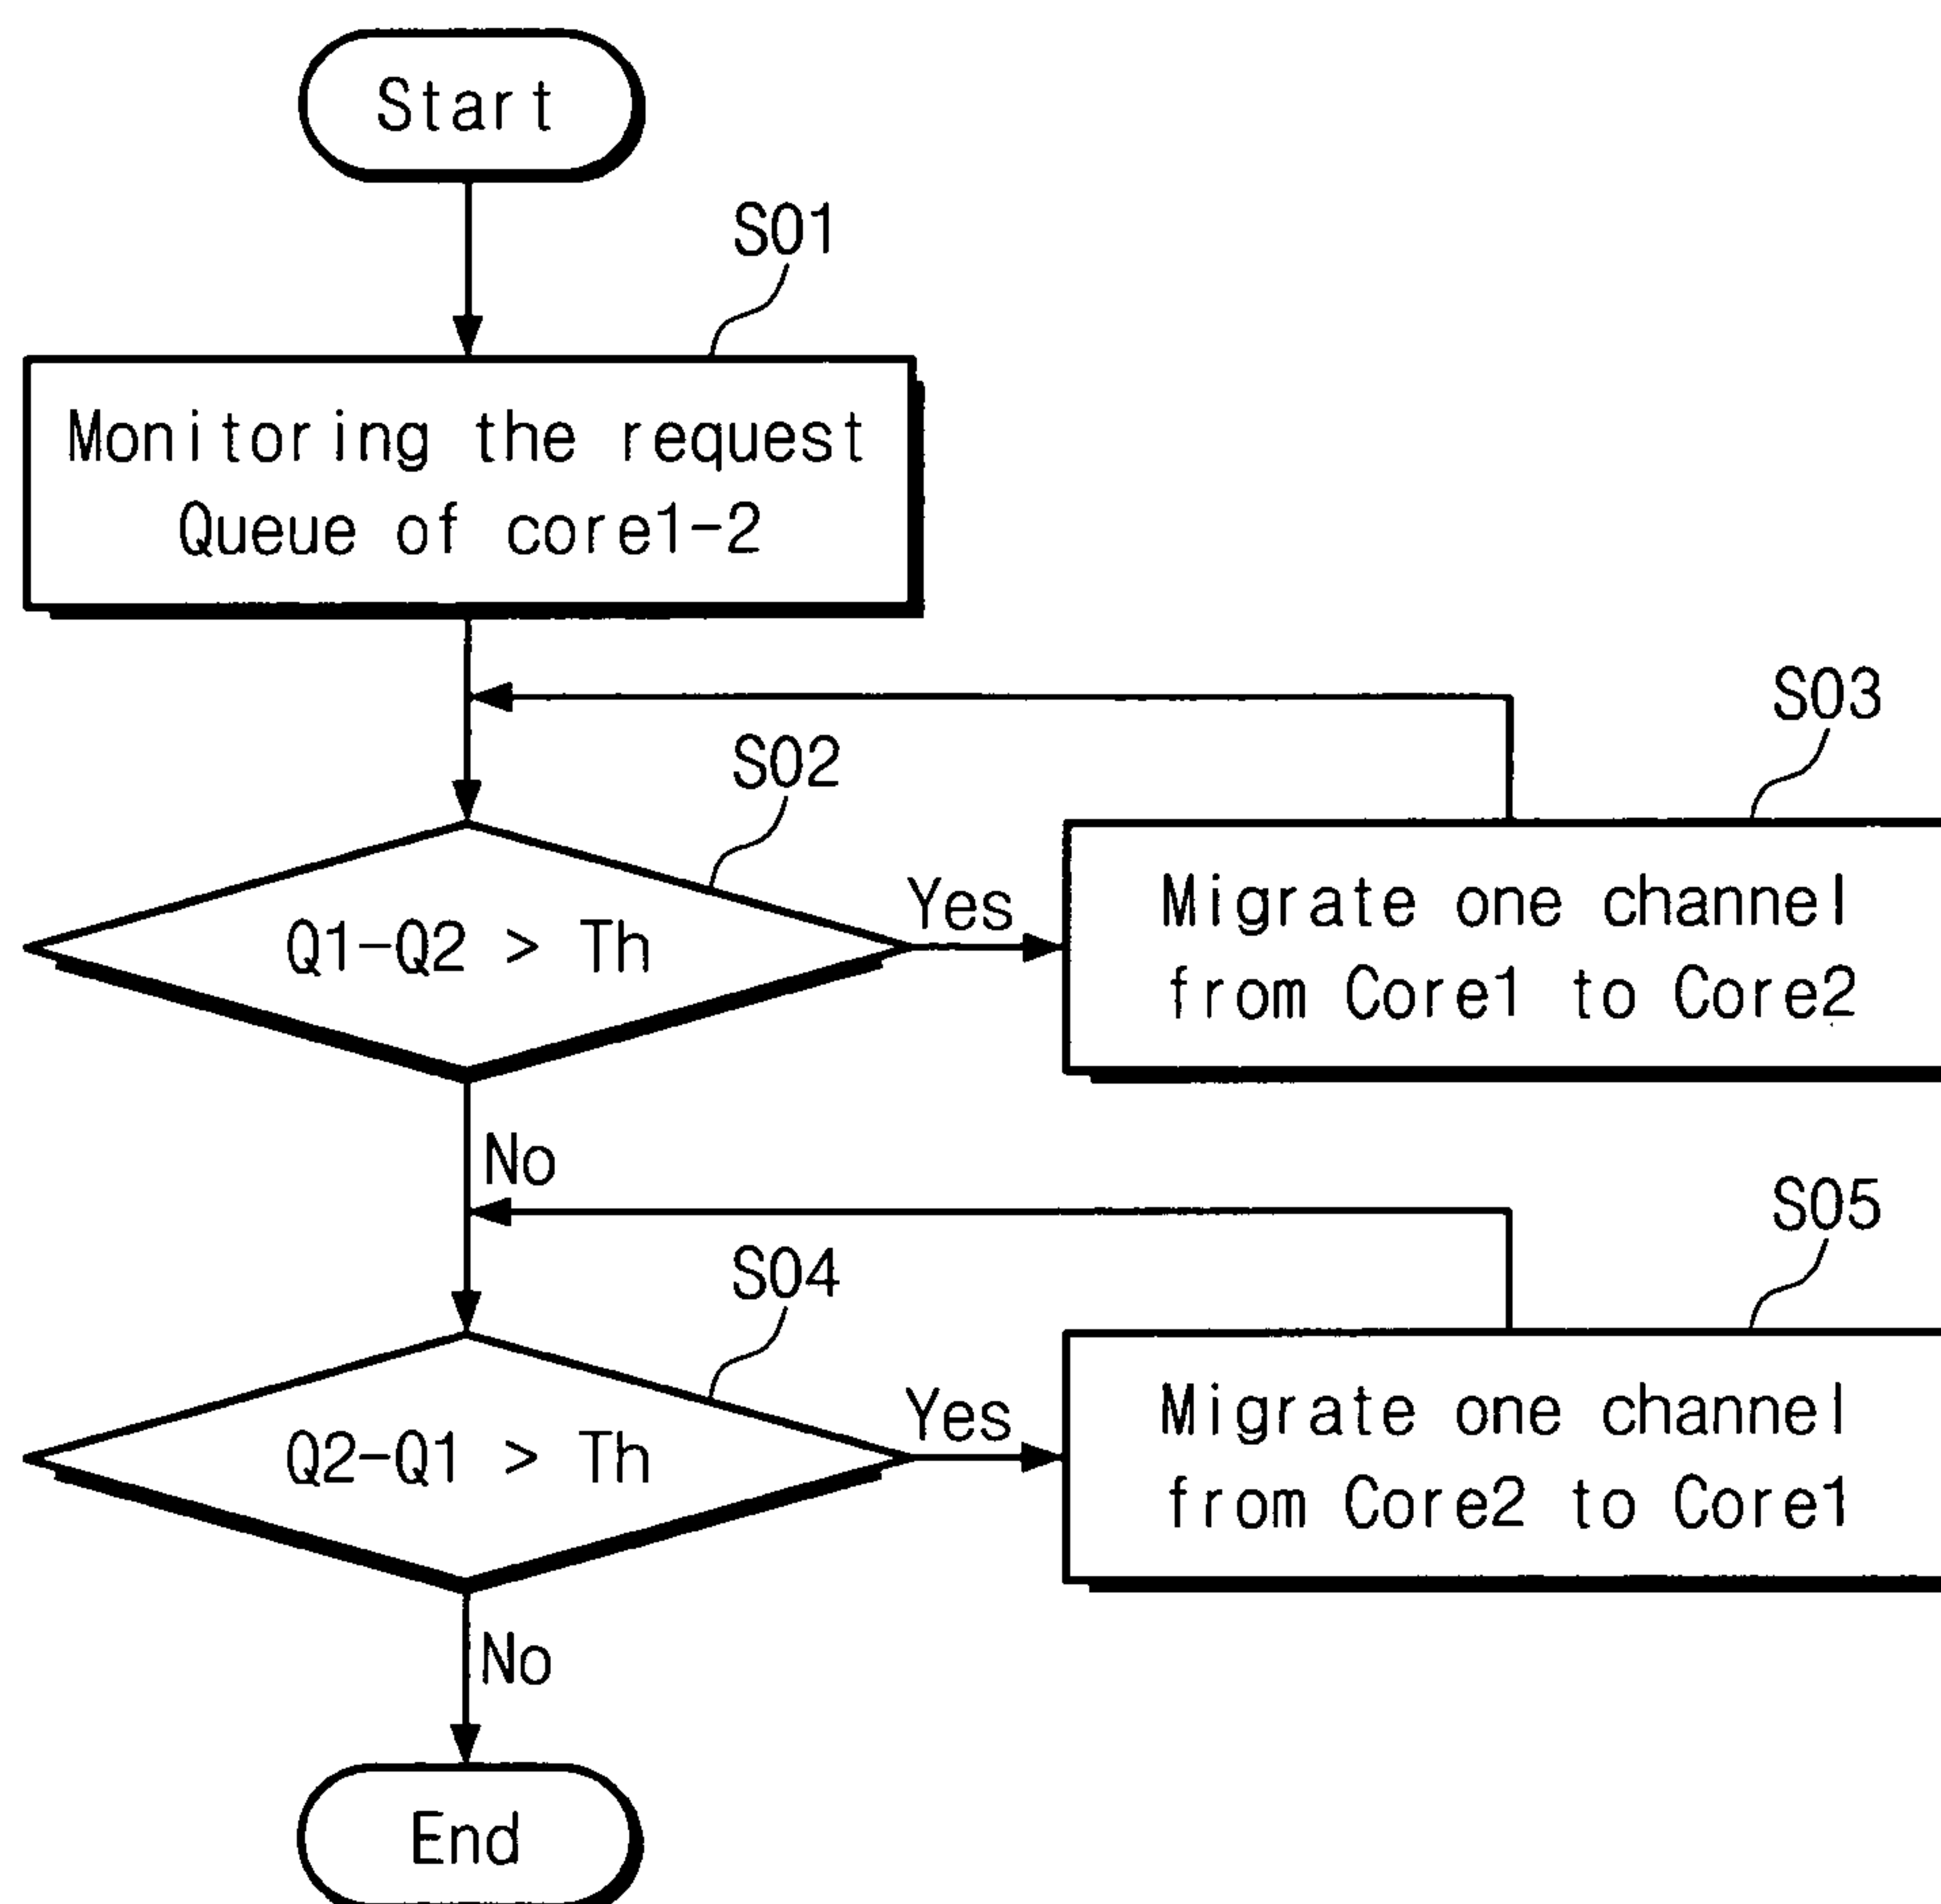 Start
S01
Monitoring the request
Queue of core1-2
S03
S02
Q1-Q2 > Th
Yes
Migrate one channel
from Core1 to Core2
No
S05
S04
Q2-Q1 > Th
Yes
Migrate one channel
from Core2 to Core1
No
End